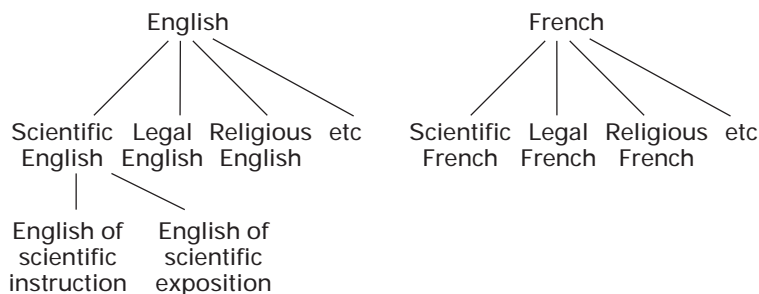 English
French
Scientific Legal Religious etc
English English English
Scientific Legal Religious etc
French French French
English of English of
scientific scientific
instruction exposition